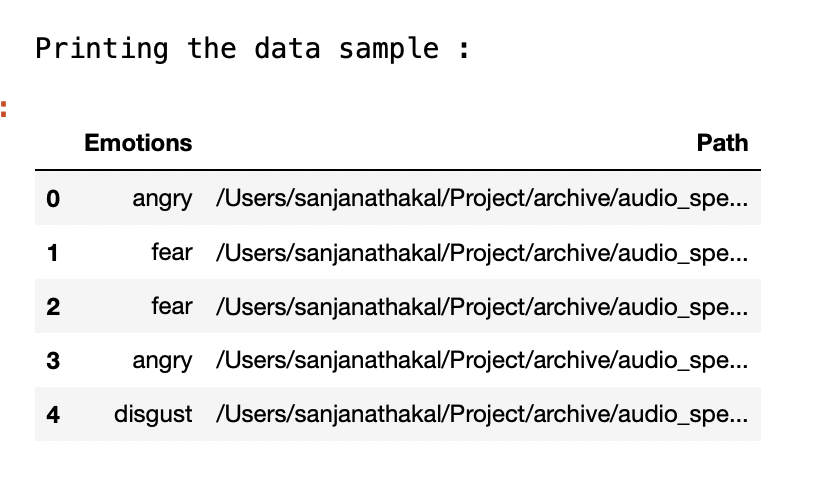 Printing the data sample :
:
Emotions Path
0 angry /Users/sanjanathakal/Project/archive/audio_spe...
1 fear /Users/sanjanathakal/Project/archive/audio_spe...
2 fear /Users/sanjanathakal/Project/archive/audio_spe...
3 angry /Users/sanjanathakal/Project/archive/audio_spe...
4 disgust /Users/sanjanathakal/Project/archive/audio_spe...